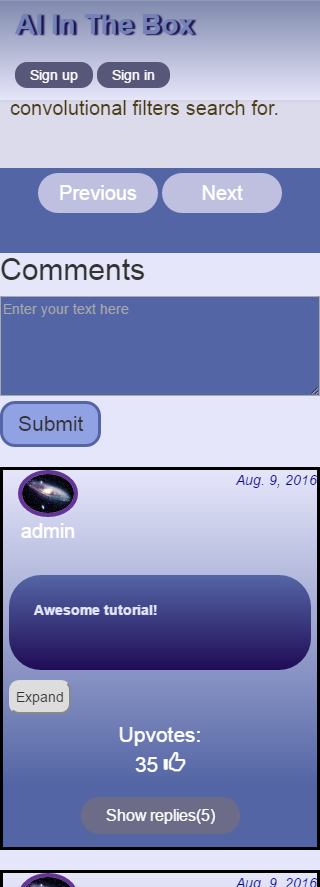 AI In The Box
Sign up Sign in
convolutional filters search for.
Previous Next
Comments
Enter your text here
Submit
Aug. 9, 2016
admin
Awesome tutorial!
Expand
Upvotes:
35
Show replies(5)
Aug. 9, 2016